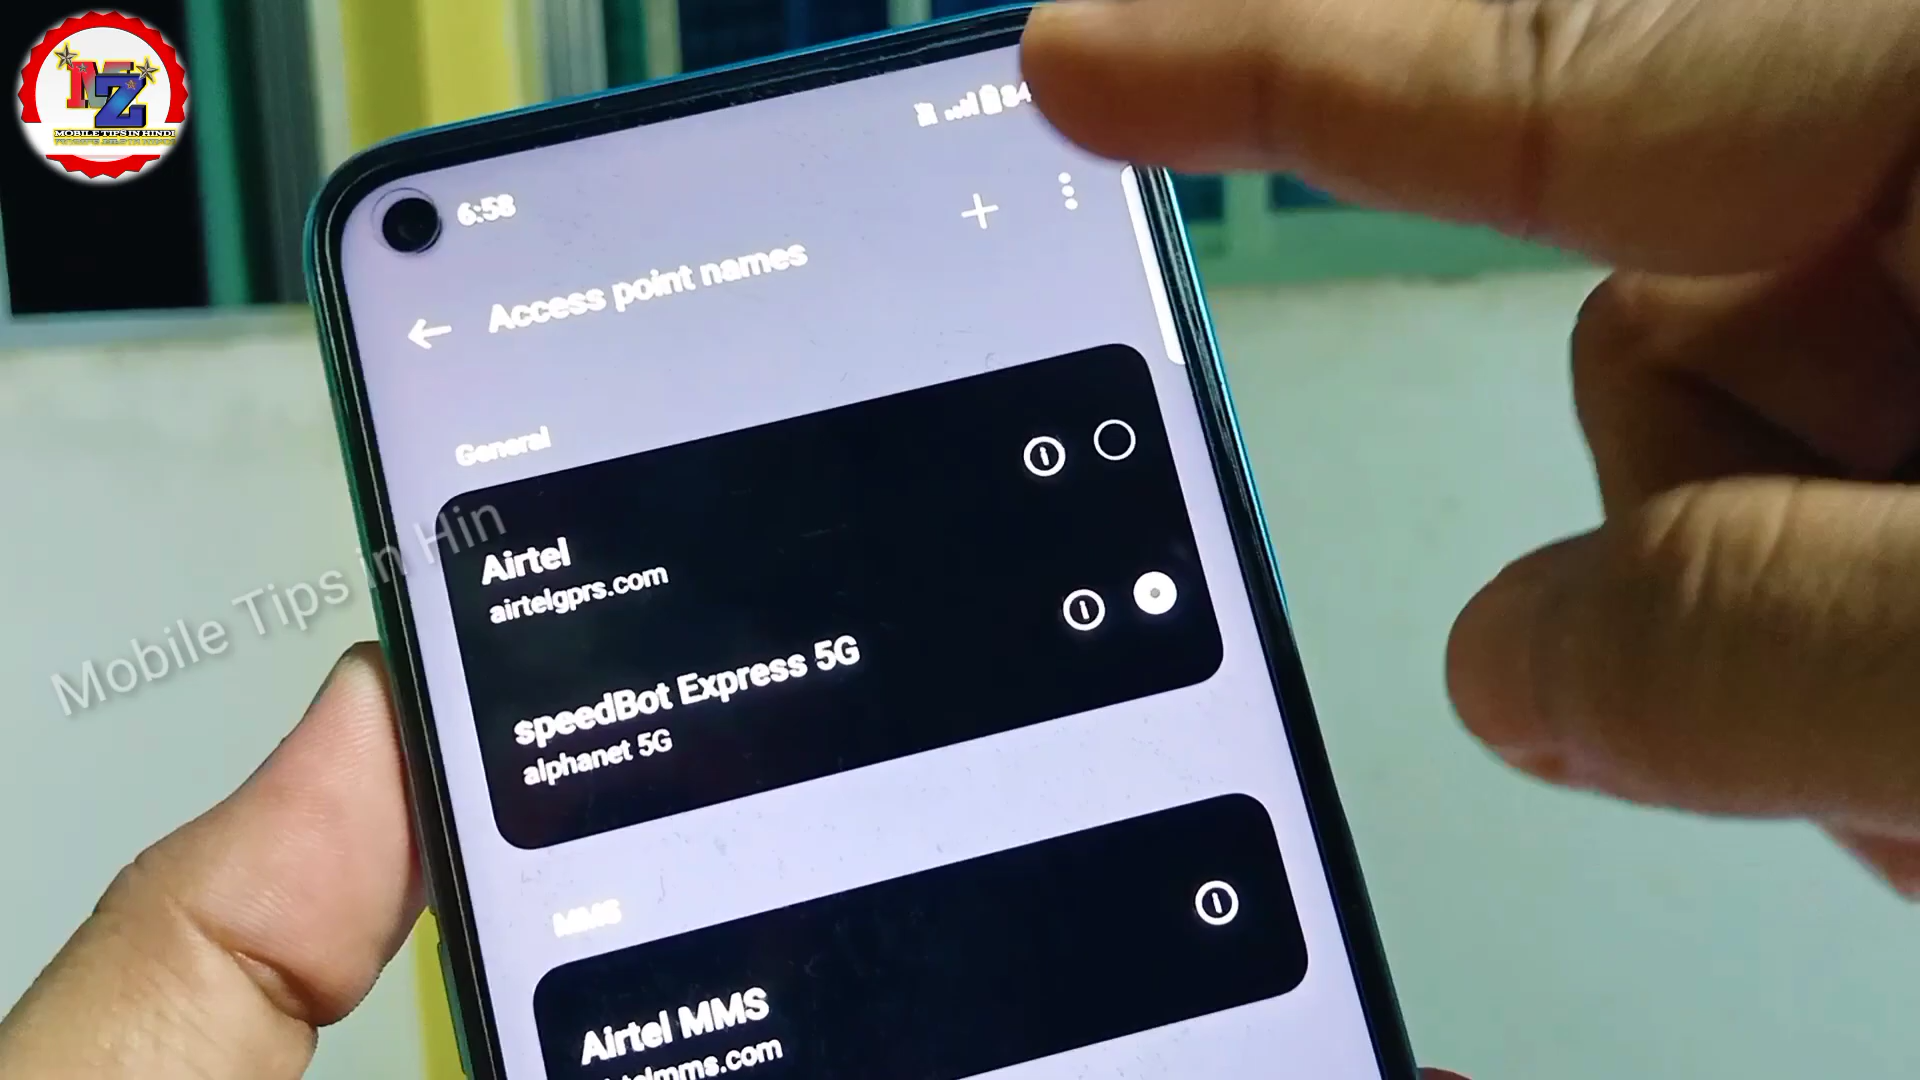 MZ
MOBILE TIPS IN HINDI
84
6:58
Access point names
General
Airtel
airtelgprs.com
speedBot Express 5G
alphanet 5G
MMS
Airtel MMS
Mobile Tips in Hin